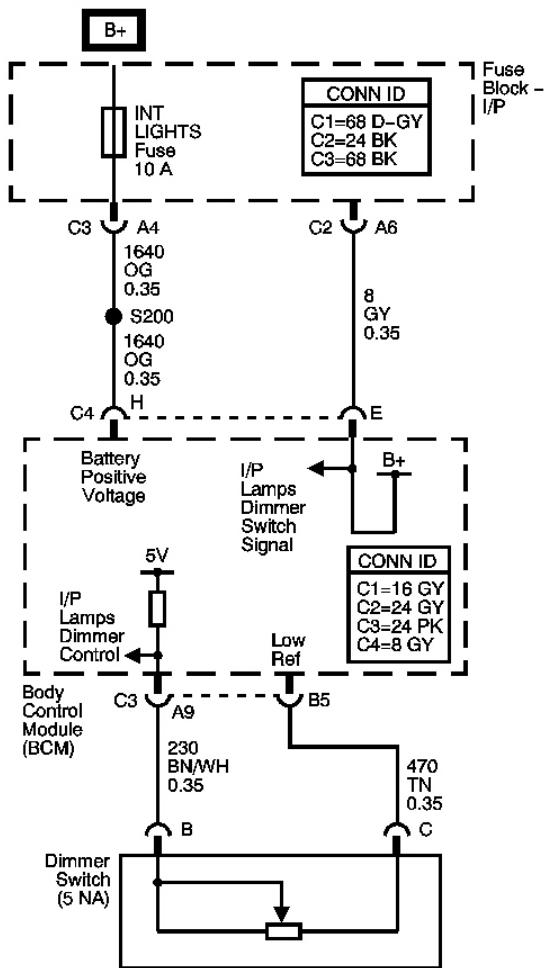 B+
Fuse
Block –
I/P
INT
LIGHTS
Fuse
10 A
CONN ID
C1=68 D-GY
C2=24 BK
C3=68 BK
C3 A4
C2 A6
1640
OG
0.35
8
GY
0.35
S200
1640
OG
0.35
C4 H
E
Battery
Positive
Voltage
I/P
Lamps
Dimmer
Switch
Signal
B+
CONN ID
C1=16 GY
C2=24 GY
C3=24 PK
C4=8 GY
5V
I/P
Lamps
Dimmer
Control
Low
Ref
Body
Control
Module
(BCM)
C3 A9
B5
230
BN/WH
0.35
470
TN
0.35
B
C
Dimmer
Switch
(5 NA)